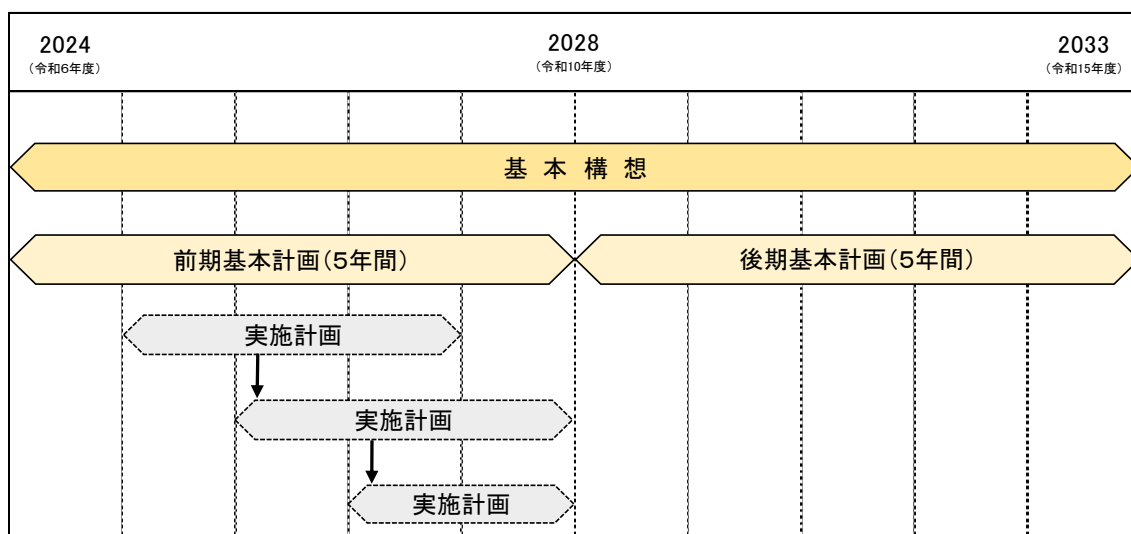 2024
（令和6年度）
2028
（令和10年度）
2033
（令和15年度）
基本構想
前期基本計画（５年間）
後期基本計画（５年間）
実施計画
実施計画
実施計画